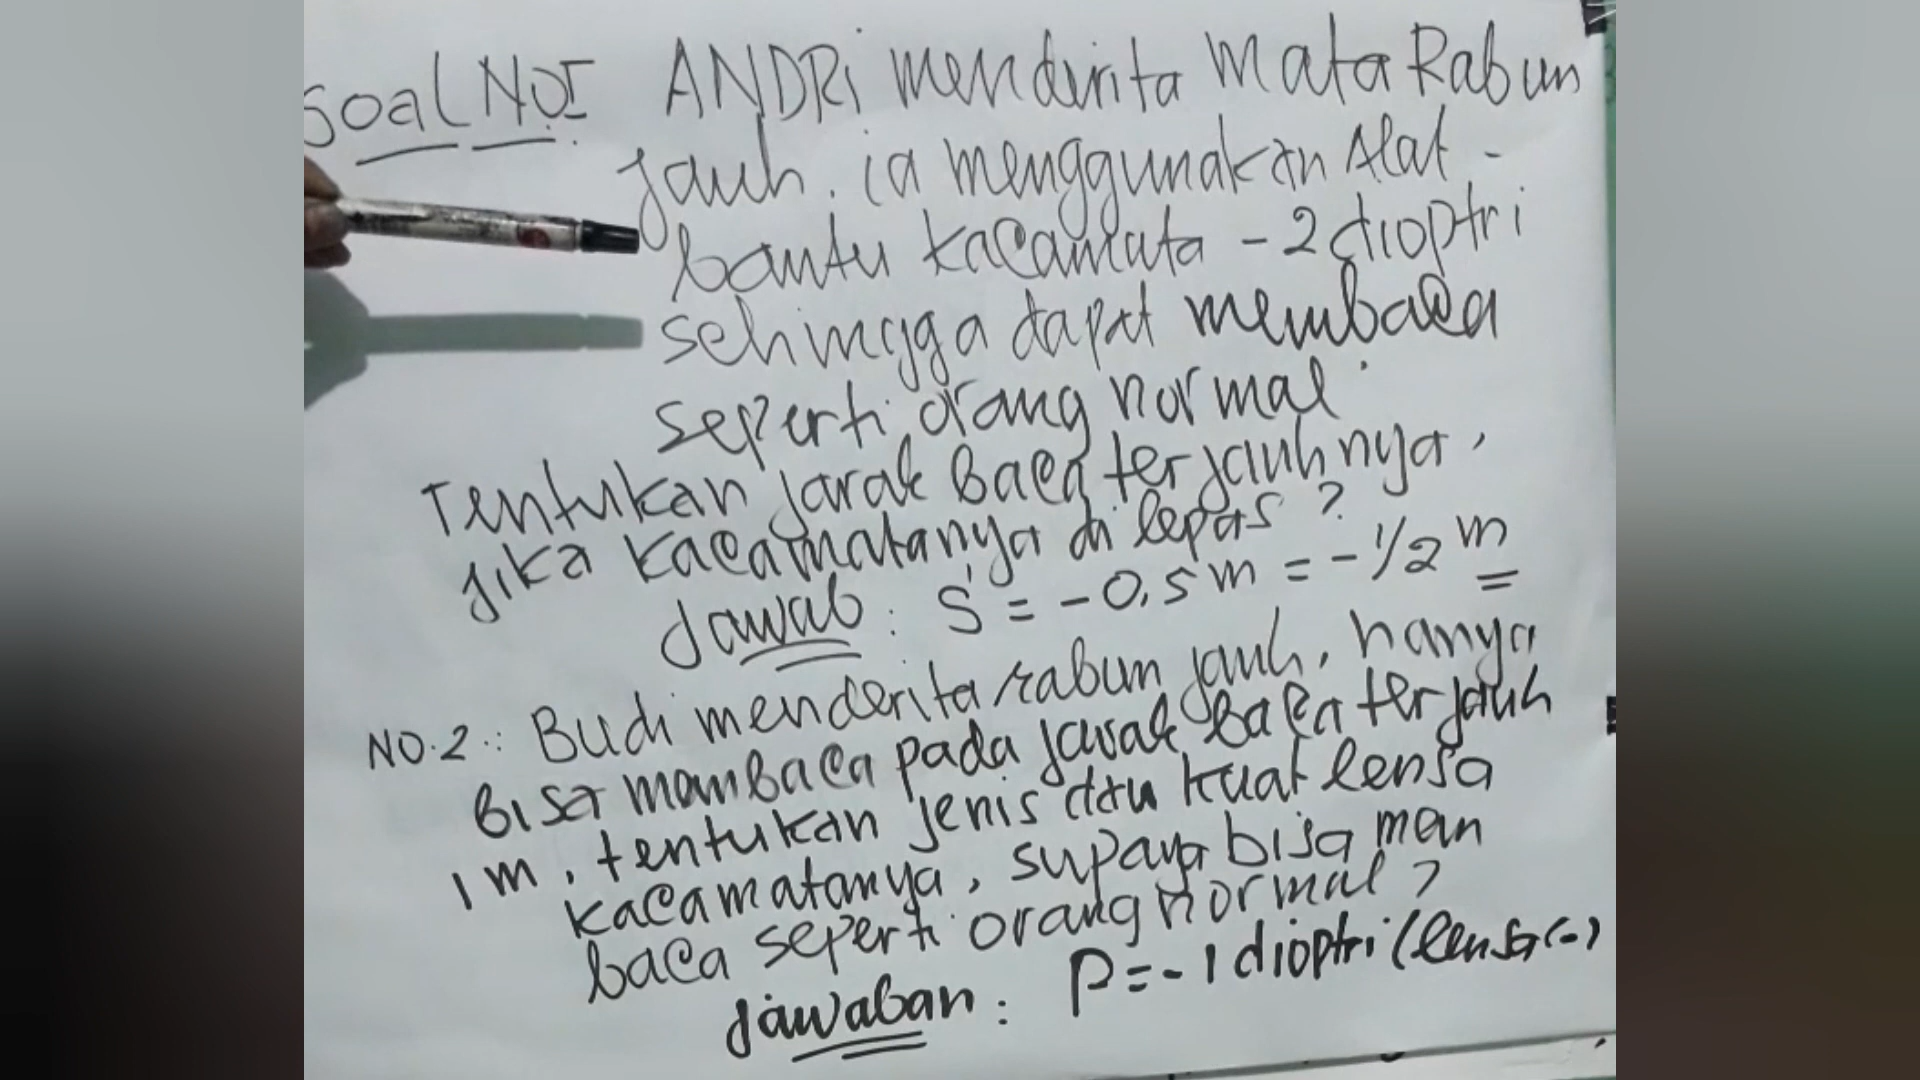 Soal NO I ANDRi menderita mata Rabun
jauh. ia menggunakan Alat -
bantu kacamata - 2 dioptri
sehingga dapat membaca
seperti orang normal.
Tentukan jarak Baca terjauhnya,
jika kacamatanya di lepas ?
Jawab : S' = - 0,5 m = - 1/2 m
NO.2 : Budi menderita rabun jauh, hanya
Bisa mambaca pada jarak Baca terjauh
1 m, tentukan jenis dan kuat lensa
kacamatanya, supaya bisa mem
baca seperti orang normal ?
Jawaban : P = - 1 dioptri (lensa (-)